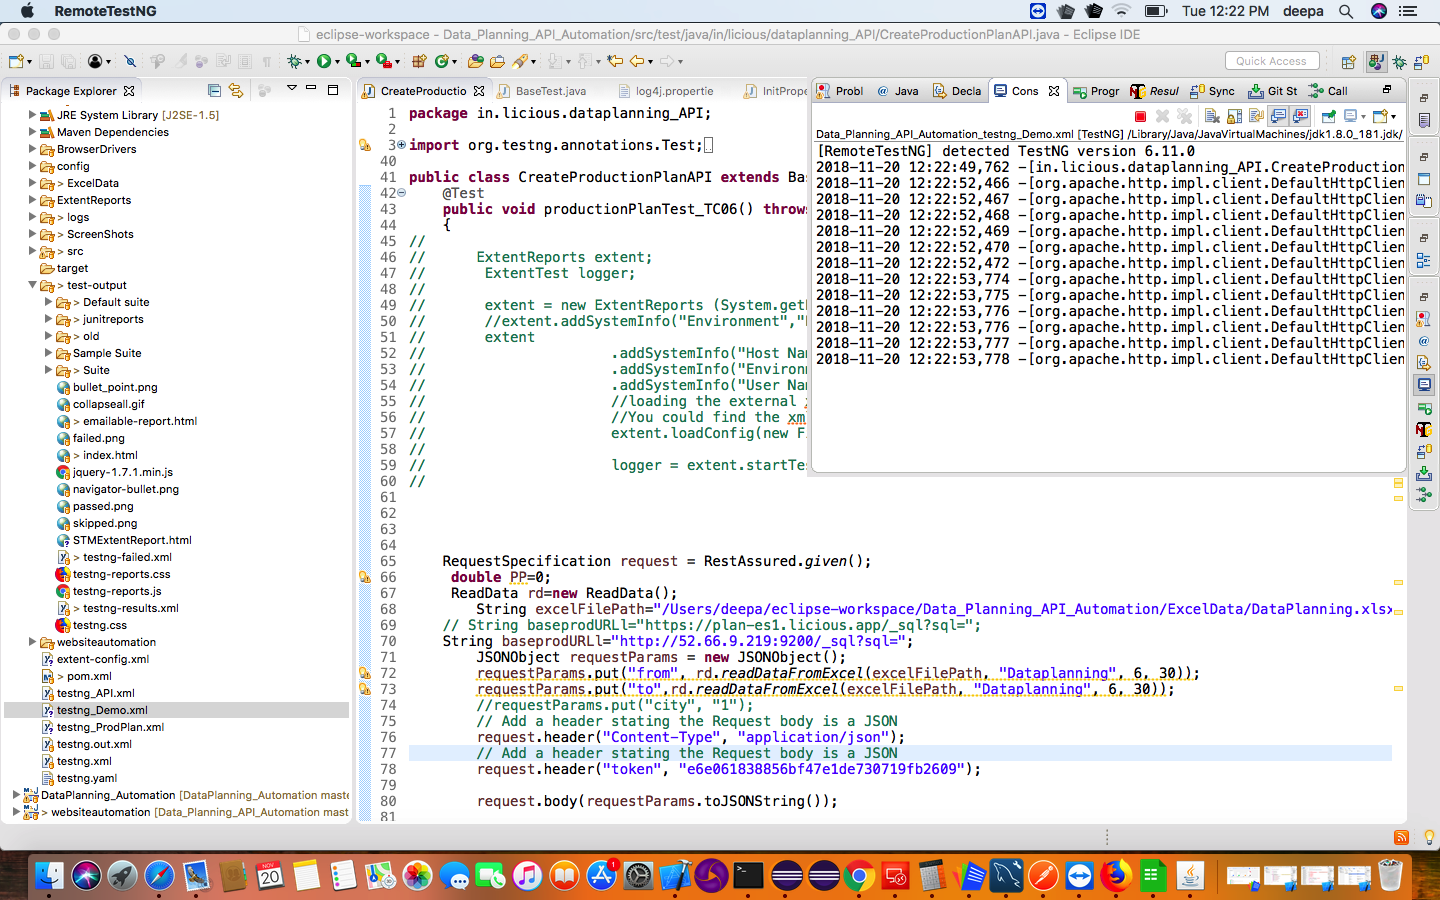 RemoteTestNG
Tue 12:22 PM deepa
eclipse-workspace - Data_Planning_API_Automation/src/test/java/in/licious/dataplanning_API/CreateProductionPlanAPI.java - Eclipse IDE
Quick Access
Package Explorer
CreateProductio
BaseTest.java
log4j.propertie
InitPrope
Probl
Java
Decla
Cons
Progr
Resul
Sync
Git St
Call
JRE System Library [J2SE-1.5]
Maven Dependencies
BrowserDrivers
config
> ExcelData
ExtentReports
> logs
> ScreenShots
> src
target
> test-output
> Default suite
> junitreports
> old
Sample Suite
> Suite
bullet_point.png
collapseall.gif
> emailable-report.html
failed.png
> index.html
jquery-1.7.1.min.js
navigator-bullet.png
passed.png
skipped.png
STMExtentReport.html
> testng-failed.xml
testng-reports.css
testng-reports.js
> testng-results.xml
testng.css
websiteautomation
extent-config.xml
> pom.xml
testng_API.xml
testng_Demo.xml
testng_ProdPlan.xml
testng.out.xml
testng.xml
testng.yaml
DataPlanning_Automation [DataPlanning_Automation maste
> websiteautomation [Data_Planning_API_Automation mast
1 package in.licious.dataplanning_API;
2
3 import org.testng.annotations.Test;
40
41 public class CreateProductionPlanAPI extends Ba
42 @Test
43 public void productionPlanTest_TC06() throw
44 {
45 //
46 // ExtentReports extent;
47 // ExtentTest logger;
48 //
49 // extent = new ExtentReports (System.get
50 // //extent.addSystemInfo("Environment","
51 // extent
52 // .addSystemInfo("Host Na
53 // .addSystemInfo("Environ
54 // .addSystemInfo("User Na
55 // //loading the external
56 // //You could find the xm
57 // extent.loadConfig(new F
58 //
59 // logger = extent.startTe
60 //
61
62
63
64
65 RequestSpecification request = RestAssured.given();
66 double PP=0;
67 ReadData rd=new ReadData();
68 String excelFilePath="/Users/deepa/eclipse-workspace/Data_Planning_API_Automation/ExcelData/DataPlanning.xlsx
69 // String baseprodURLl="https://plan-es1.licious.app/_sql?sql=";
70 String baseprodURLl="http://52.66.9.219:9200/_sql?sql=";
71 JSONObject requestParams = new JSONObject();
72 requestParams.put("from", rd.readDataFromExcel(excelFilePath, "Dataplanning", 6, 30));
73 requestParams.put("to",rd.readDataFromExcel(excelFilePath, "Dataplanning", 6, 30));
74 //requestParams.put("city", "1");
75 // Add a header stating the Request body is a JSON
76 request.header("Content-Type", "application/json");
77 // Add a header stating the Request body is a JSON
78 request.header("token", "e6e061838856bf47e1de730719fb2609");
79
80 request.body(requestParams.toJSONString());
81
Data_Planning_API_Automation_testng_Demo.xml [TestNG] /Library/Java/JavaVirtualMachines/jdk1.8.0_181.jdk/
[RemoteTestNG] detected TestNG version 6.11.0
2018-11-20 12:22:49,762 -[in.licious.dataplanning_API.CreateProduction
2018-11-20 12:22:52,466 -[org.apache.http.impl.client.DefaultHttpClien
2018-11-20 12:22:52,467 -[org.apache.http.impl.client.DefaultHttpClien
2018-11-20 12:22:52,468 -[org.apache.http.impl.client.DefaultHttpClien
2018-11-20 12:22:52,469 -[org.apache.http.impl.client.DefaultHttpClien
2018-11-20 12:22:52,470 -[org.apache.http.impl.client.DefaultHttpClien
2018-11-20 12:22:52,472 -[org.apache.http.impl.client.DefaultHttpClien
2018-11-20 12:22:53,774 -[org.apache.http.impl.client.DefaultHttpClien
2018-11-20 12:22:53,775 -[org.apache.http.impl.client.DefaultHttpClien
2018-11-20 12:22:53,776 -[org.apache.http.impl.client.DefaultHttpClien
2018-11-20 12:22:53,776 -[org.apache.http.impl.client.DefaultHttpClien
2018-11-20 12:22:53,777 -[org.apache.http.impl.client.DefaultHttpClien
2018-11-20 12:22:53,778 -[org.apache.http.impl.client.DefaultHttpClien
NOV
20
1